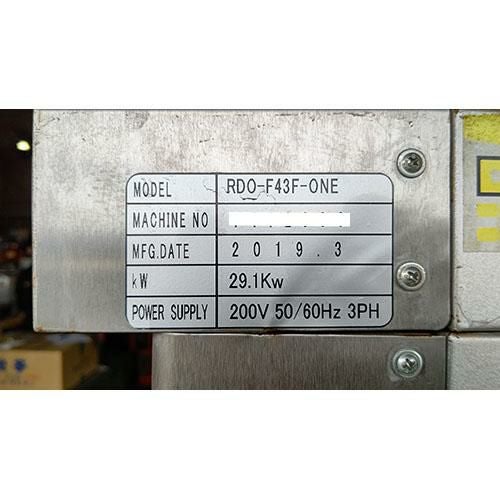 MODEL RDO-F43F-ONE
MACHINE NO
MFG.DATE 2019.3
kW 29.1Kw
POWER SUPPLY 200V 50/60Hz 3PH